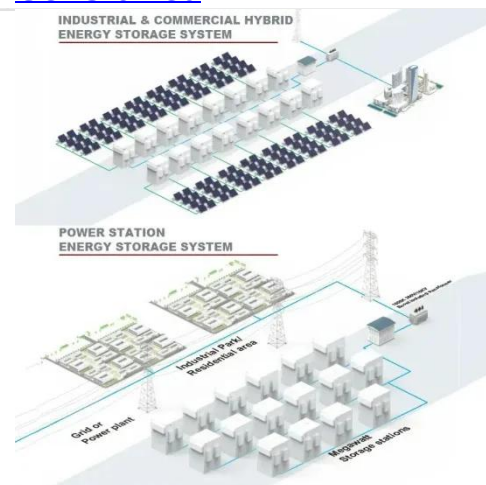 INDUSTRIAL & COMMERCIAL HYBRID
ENERGY STORAGE SYSTEM
POWER STATION
ENERGY STORAGE SYSTEM
Industrial Park/
Residential area
Grid or
Power plant
Megawatt
Storage stations